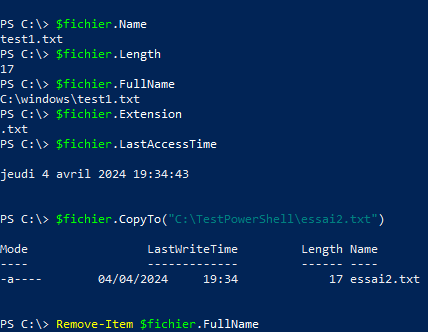 PS C:\> $fichier.Name
test1.txt
PS C:\> $fichier.Length
17
PS C:\> $fichier.FullName
C:\windows\test1.txt
PS C:\> $fichier.Extension
.txt
PS C:\> $fichier.LastAccessTime
jeudi 4 avril 2024 19:34:43
PS C:\> $fichier.CopyTo("C:\TestPowerShell\essai2.txt")
Mode                LastWriteTime         Length Name
----                -------------         ------ ----
-a----       04/04/2024     19:34             17 essai2.txt
PS C:\> Remove-Item $fichier.FullName